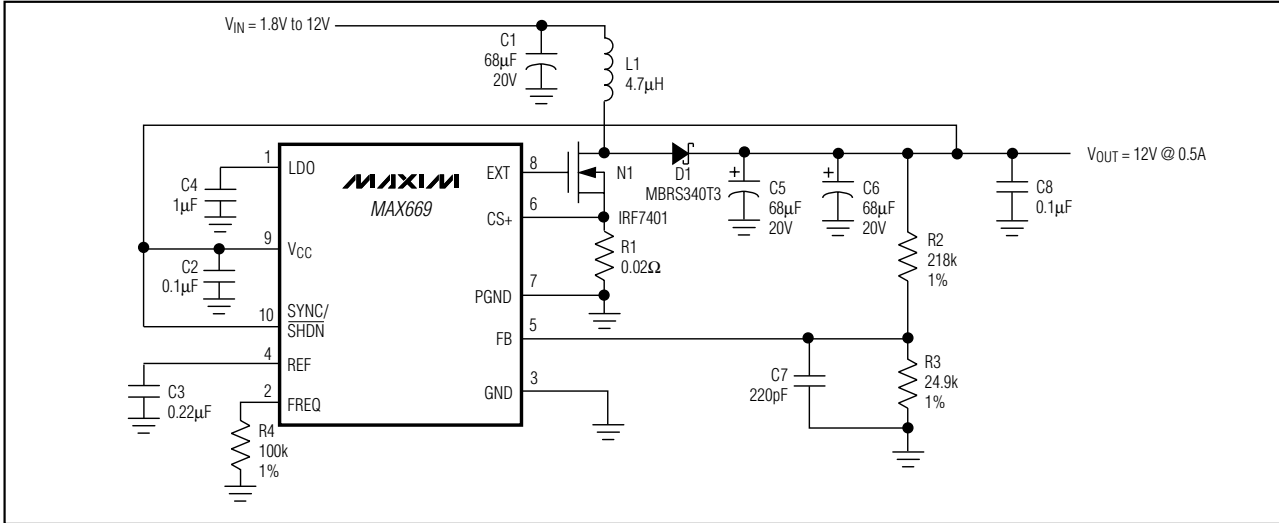 V_IN = 1.8V to 12V
C1
68µF
20V
L1
4.7µH
1
LDO
C4
1µF
MAXIM
MAX669
EXT
8
N1
IRF7401
D1
MBRS340T3
+
C5
68µF
20V
+
C6
68µF
20V
V_OUT = 12V @ 0.5A
C8
0.1µF
CS+
6
R1
0.02Ω
R2
218k
1%
9
V_CC
C2
0.1µF
PGND
7
10
SYNC/
SHDN
FB
5
4
REF
C3
0.22µF
C7
220pF
R3
24.9k
1%
GND
3
2
FREQ
R4
100k
1%